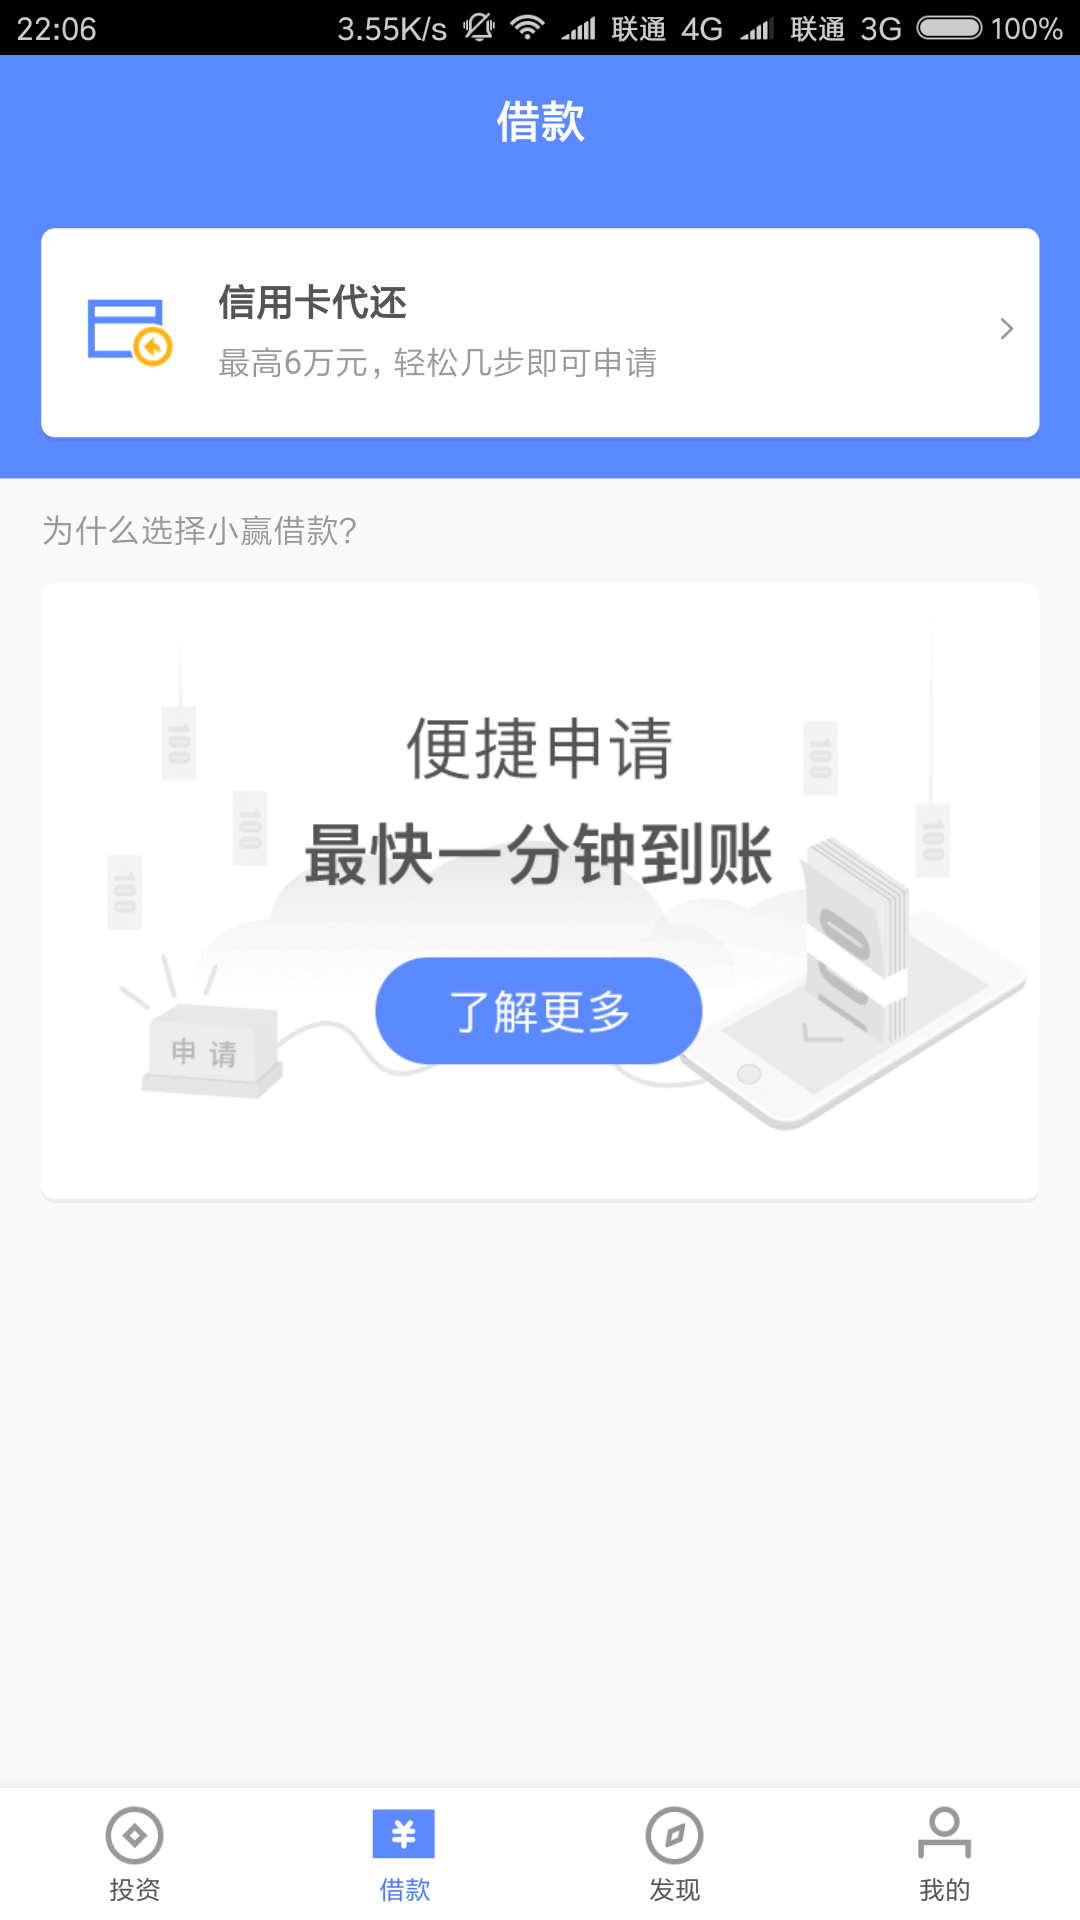 22:06 3.55K/s 联通 4G 联通 3G 100%
借款
信用卡代还
最高6万元，轻松几步即可申请
为什么选择小赢借款?
便捷申请
最快一分钟到账
100
100
100
100
100
100
申请
了解更多
投资 借款 发现 我的